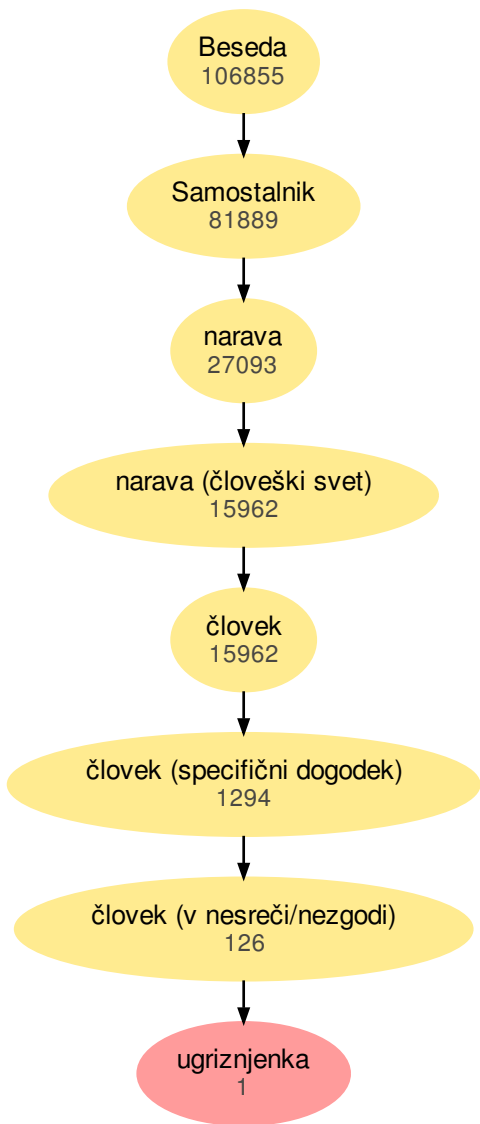 Beseda
106855
Samostalnik
81889
narava
27093
narava (človeški svet)
15962
človek
15962
človek (specifični dogodek)
1294
človek (v nesreči/nezgodi)
126
ugriznjenka
1